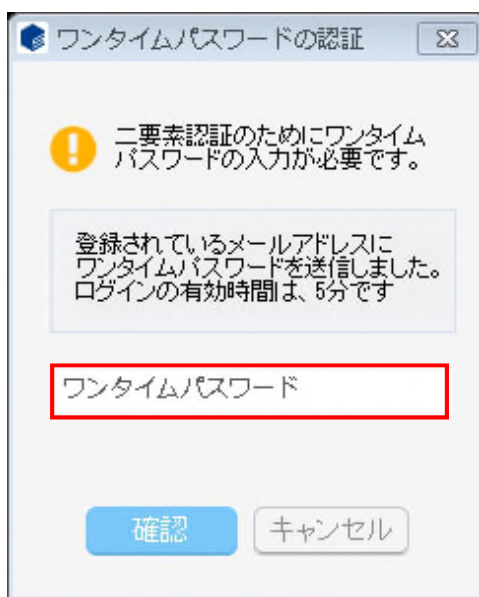 ワンタイムパスワードの認証
二要素認証のためにワンタイム
パスワードの入力が必要です。
登録されているメールアドレスに
ワンタイムパスワードを送信しました。
ログインの有効時間は、5分です
ワンタイムパスワード
確認
キャンセル